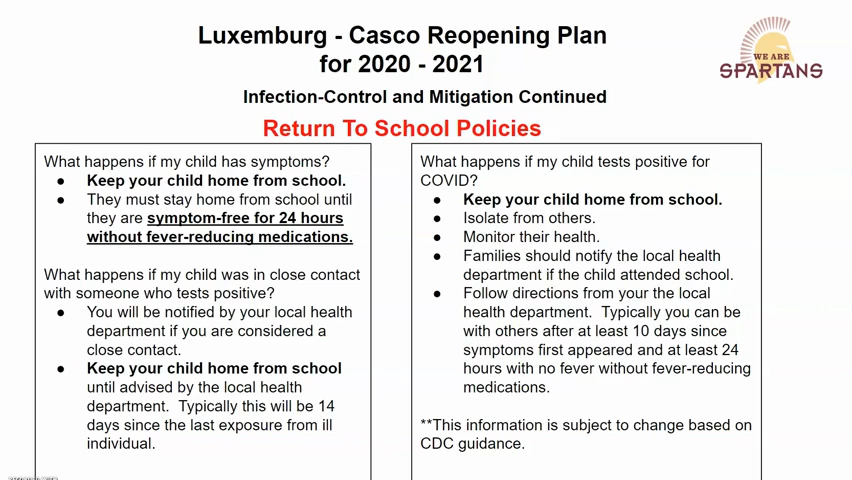 Luxemburg - Casco Reopening Plan
for 2020 - 2021
WE ARE
SPARTANS
Infection-Control and Mitigation Continued
Return To School Policies
What happens if my child has symptoms?
● Keep your child home from school.
● They must stay home from school until
they are symptom-free for 24 hours
without fever-reducing medications.
What happens if my child was in close contact
with someone who tests positive?
● You will be notified by your local health
department if you are considered a
close contact.
● Keep your child home from school
until advised by the local health
department. Typically this will be 14
days since the last exposure from ill
individual.
What happens if my child tests positive for
COVID?
● Keep your child home from school.
● Isolate from others.
● Monitor their health.
● Families should notify the local health
department if the child attended school.
● Follow directions from your the local
health department. Typically you can be
with others after at least 10 days since
symptoms first appeared and at least 24
hours with no fever without fever-reducing
medications.
**This information is subject to change based on
CDC guidance.